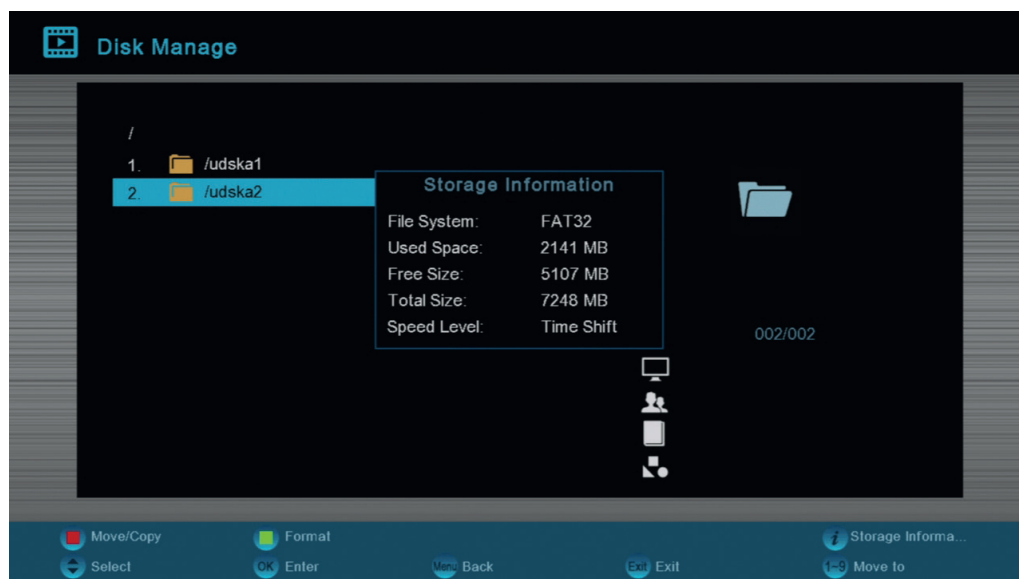 Disk Manage
/
1. /udska1
2. /udska2
Storage Information
File System: FAT32
Used Space: 2141 MB
Free Size: 5107 MB
Total Size: 7248 MB
Speed Level: Time Shift
002/002
Move/Copy Format i Storage Informa...
Select OK Enter Menu Back Exit Exit 1~9 Move to